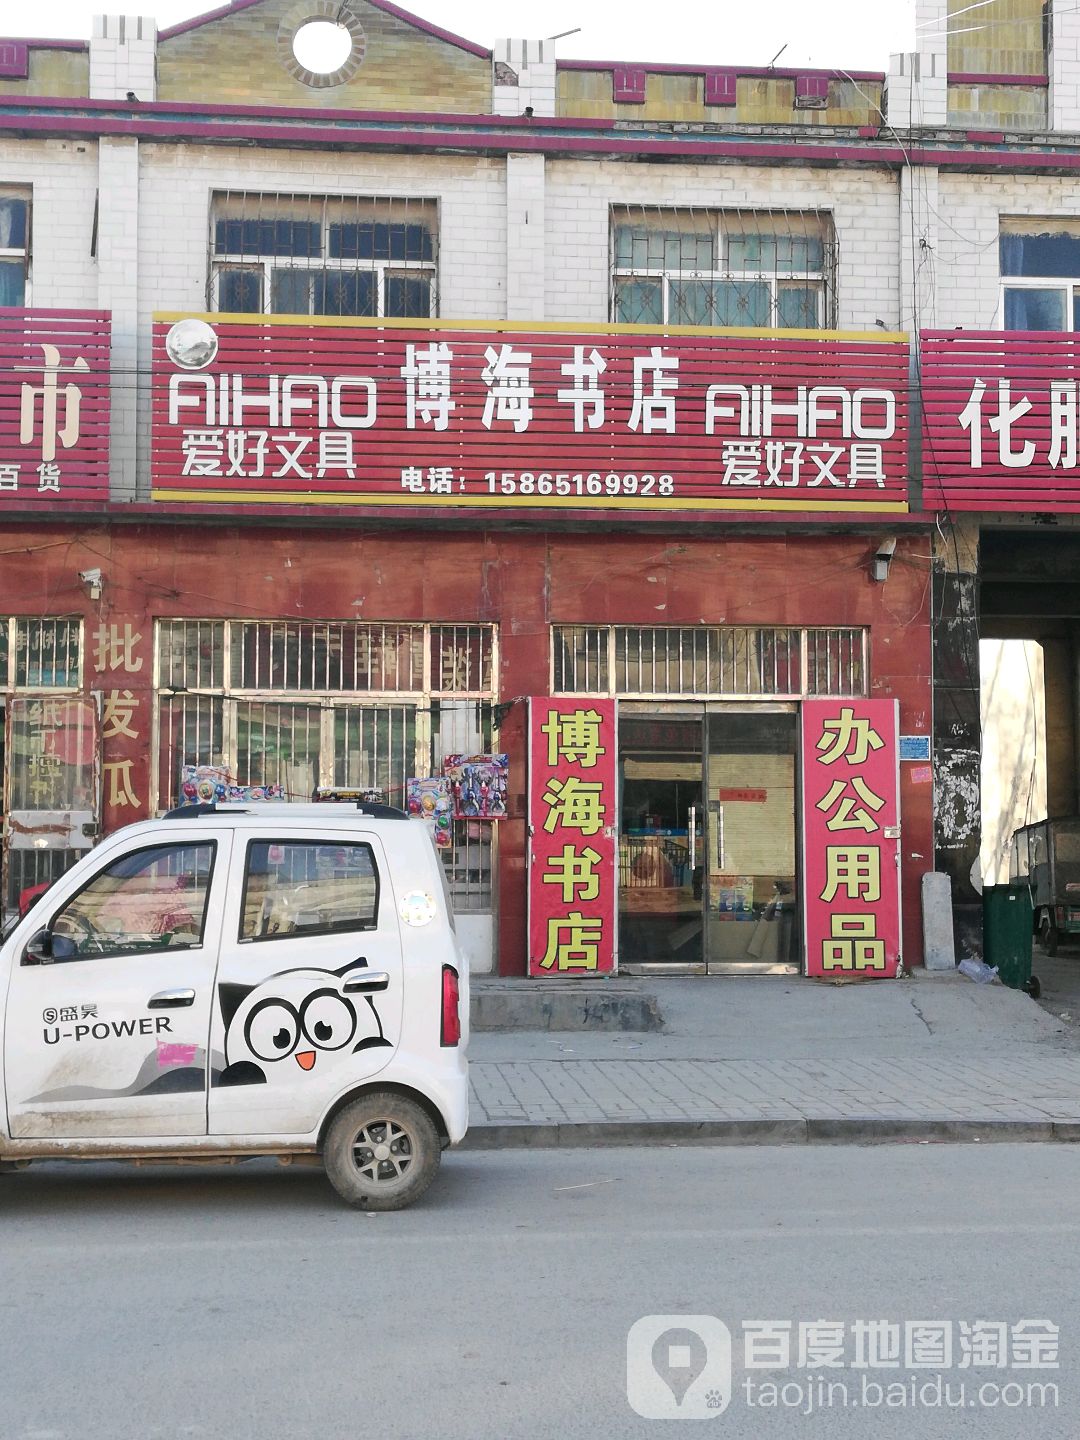 市
百货
AIHAO
爱好文具
博海书店
电话：15865169928
AIHAO
爱好文具
化肥
批发瓜
博海书店
办公用品
盛昊
U-POWER
百度地图淘金
taojin.baidu.com